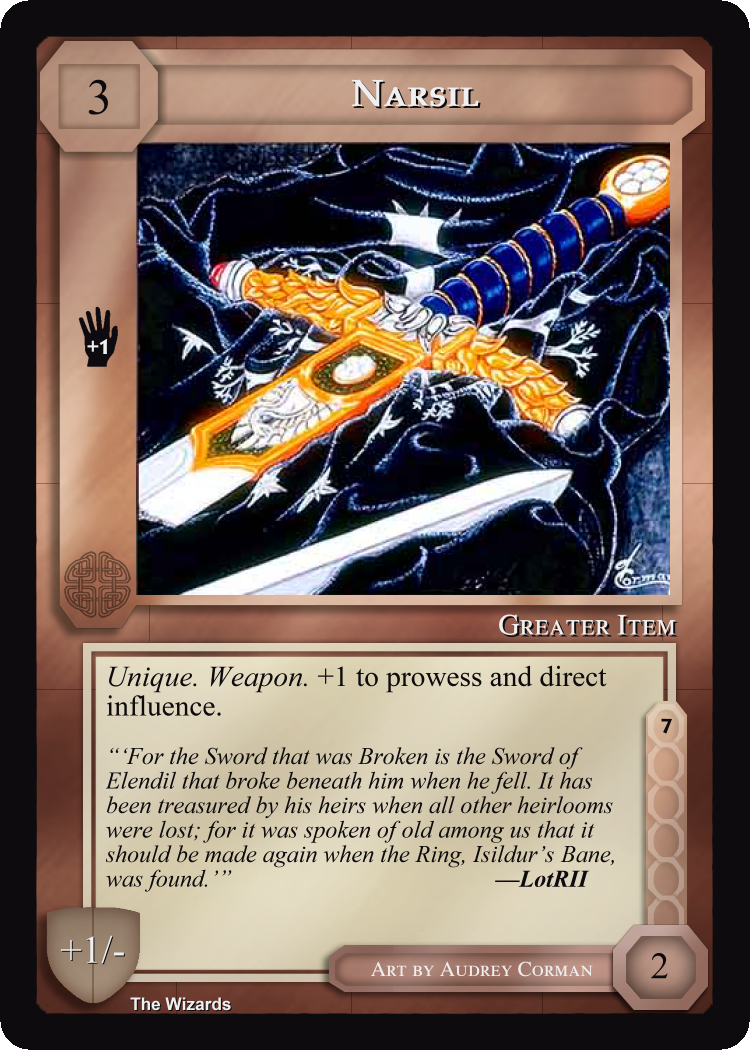 3
Narsil
+1
Corman
Greater Item
Unique. Weapon. +1 to prowess and direct
influence.
7
“‘For the Sword that was Broken is the Sword of
Elendil that broke beneath him when he fell. It has
been treasured by his heirs when all other heirlooms
were lost; for it was spoken of old among us that it
should be made again when the Ring, Isildur’s Bane,
was found.’”
—LotRII
+1/-
Art by Audrey Corman
2
The Wizards